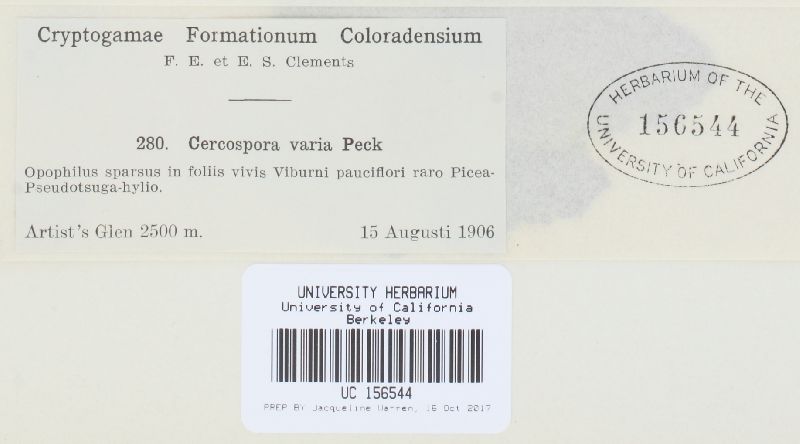 Cryptogamae Formationum Coloradensium
F. E. et E. S. Clements
280. Cercospora varia Peck
Opophilus sparsus in foliis vivis Viburni pauciflori raro Picea-
Pseudotsuga-hylio.
Artist's Glen 2500 m. 15 Augusti 1906
HERBARIUM OF THE
156544
UNIVERSITY OF CALIFORNIA
UNIVERSITY HERBARIUM
University of California
Berkeley
UC 156544
PREP BY Jacqueline Warren, 16 Oct 2017